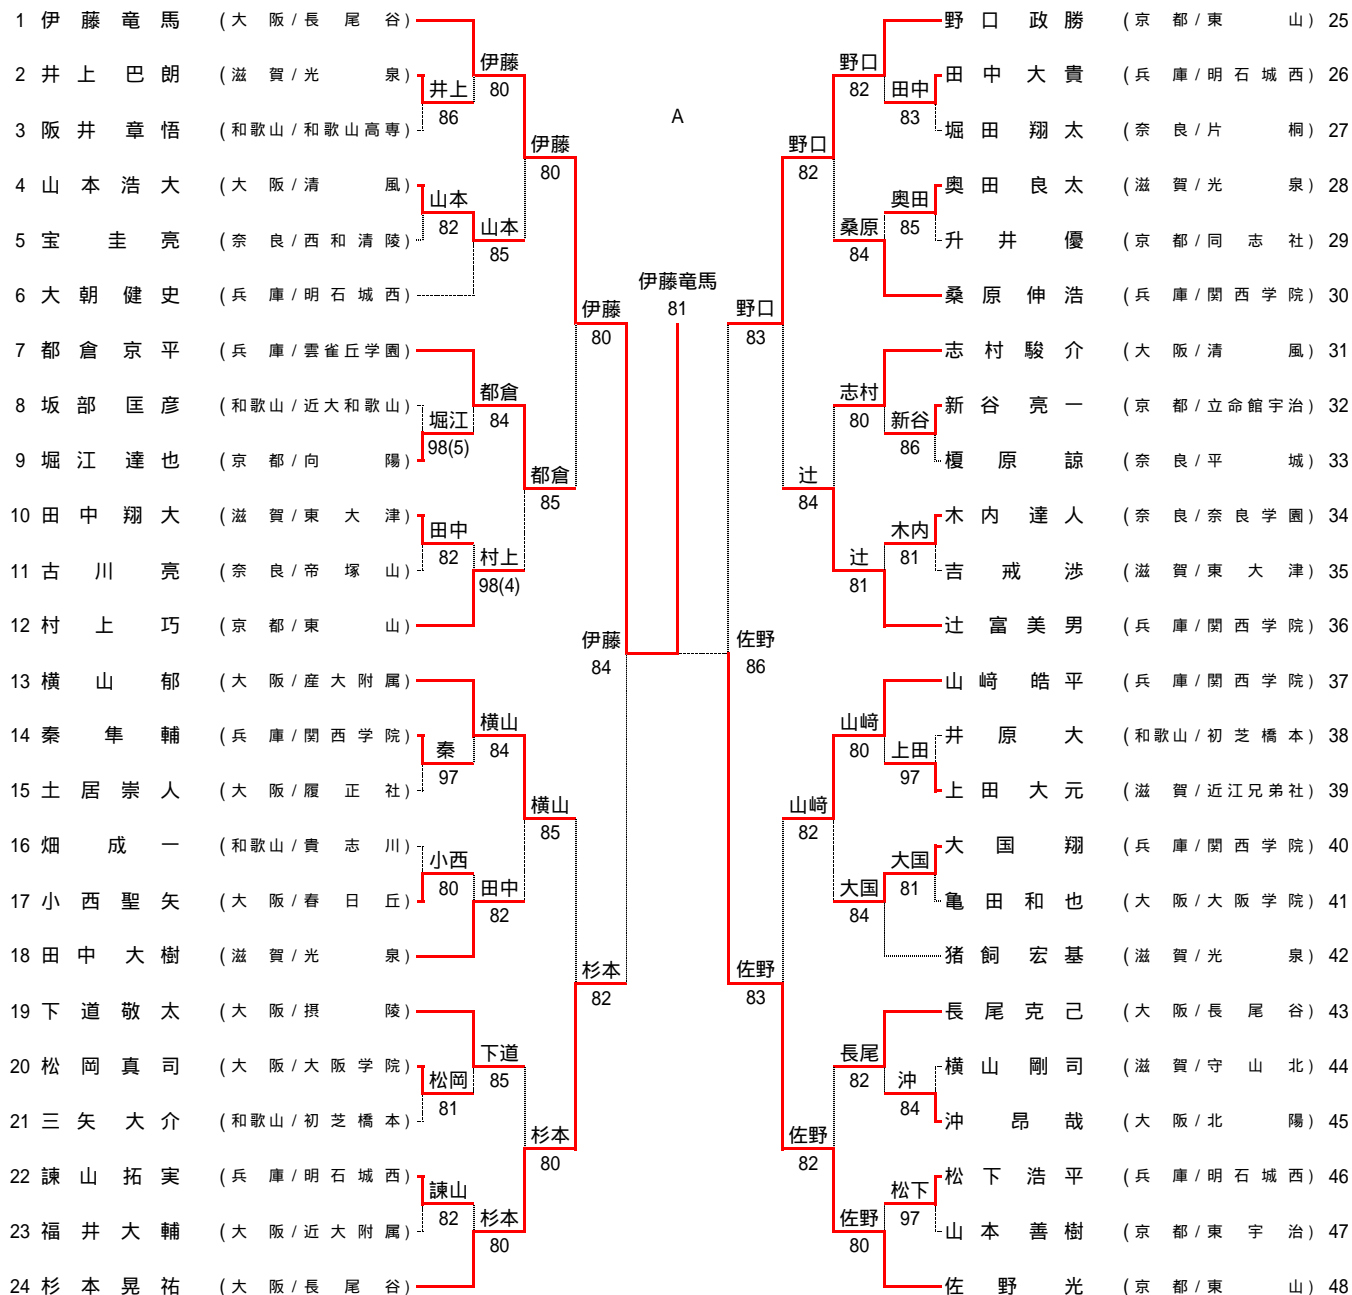 1 伊藤竜馬 (大阪/長尾谷)
2 井上巴朗 (滋賀/光泉)
3 阪井章悟 (和歌山/和歌山高専)
4 山本浩大 (大阪/清風)
5 宝圭亮 (奈良/西和清陵)
6 大朝健史 (兵庫/明石城西)
7 都倉京平 (兵庫/雲雀丘学園)
8 坂部匡彦 (和歌山/近大和歌山)
9 堀江達也 (京都/向陽)
10 田中翔大 (滋賀/東大津)
11 古川亮 (奈良/帝塚山)
12 村上巧 (京都/東山)
13 横山郁 (大阪/産大附属)
14 秦隼輔 (兵庫/関西学院)
15 土居崇人 (大阪/履正社)
16 畑成一 (和歌山/貴志川)
17 小西聖矢 (大阪/春日丘)
18 田中大樹 (滋賀/光泉)
19 下道敬太 (大阪/摂陵)
20 松岡真司 (大阪/大阪学院)
21 三矢大介 (和歌山/初芝橋本)
22 諫山拓実 (兵庫/明石城西)
23 福井大輔 (大阪/近大附属)
24 杉本晃祐 (大阪/長尾谷)
井上
86
山本
82
堀江
98(5)
田中
82
秦
97
小西
80
松岡
81
諫山
82
伊藤
80
山本
85
都倉
84
村上
98(4)
横山
84
田中
82
下道
85
杉本
80
伊藤
80
都倉
85
横山
85
杉本
80
伊藤
80
杉本
82
伊藤
84
A
伊藤竜馬
81
佐野
86
野口
83
佐野
83
野口
82
辻
84
山﨑
82
佐野
82
野口
82
桑原
84
志村
80
辻
81
山﨑
80
大国
84
長尾
82
佐野
80
田中
83
奥田
85
新谷
86
木内
81
上田
97
大国
81
沖
84
松下
97
野口政勝 (京都/東山) 25
田中大貴 (兵庫/明石城西) 26
堀田翔太 (奈良/片桐) 27
奥田良太 (滋賀/光泉) 28
升井優 (京都/同志社) 29
桑原伸浩 (兵庫/関西学院) 30
志村駿介 (大阪/清風) 31
新谷亮一 (京都/立命館宇治) 32
榎原諒 (奈良/平城) 33
木内達人 (奈良/奈良学園) 34
吉戒渉 (滋賀/東大津) 35
辻富美男 (兵庫/関西学院) 36
山﨑皓平 (兵庫/関西学院) 37
井原大 (和歌山/初芝橋本) 38
上田大元 (滋賀/近江兄弟社) 39
大国翔 (兵庫/関西学院) 40
亀田和也 (大阪/大阪学院) 41
猪飼宏基 (滋賀/光泉) 42
長尾克己 (大阪/長尾谷) 43
横山剛司 (滋賀/守山北) 44
沖昂哉 (大阪/北陽) 45
松下浩平 (兵庫/明石城西) 46
山本善樹 (京都/東宇治) 47
佐野光 (京都/東山) 48